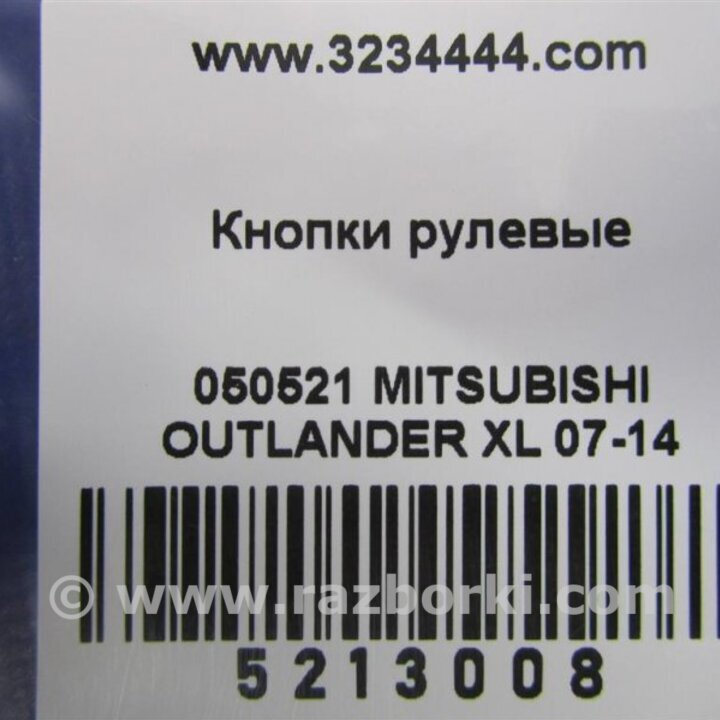 www.3234444.com
Кнопки рулевые
050521 MITSUBISHI
OUTLANDER XL 07-14
© www.razborki.com
5213008